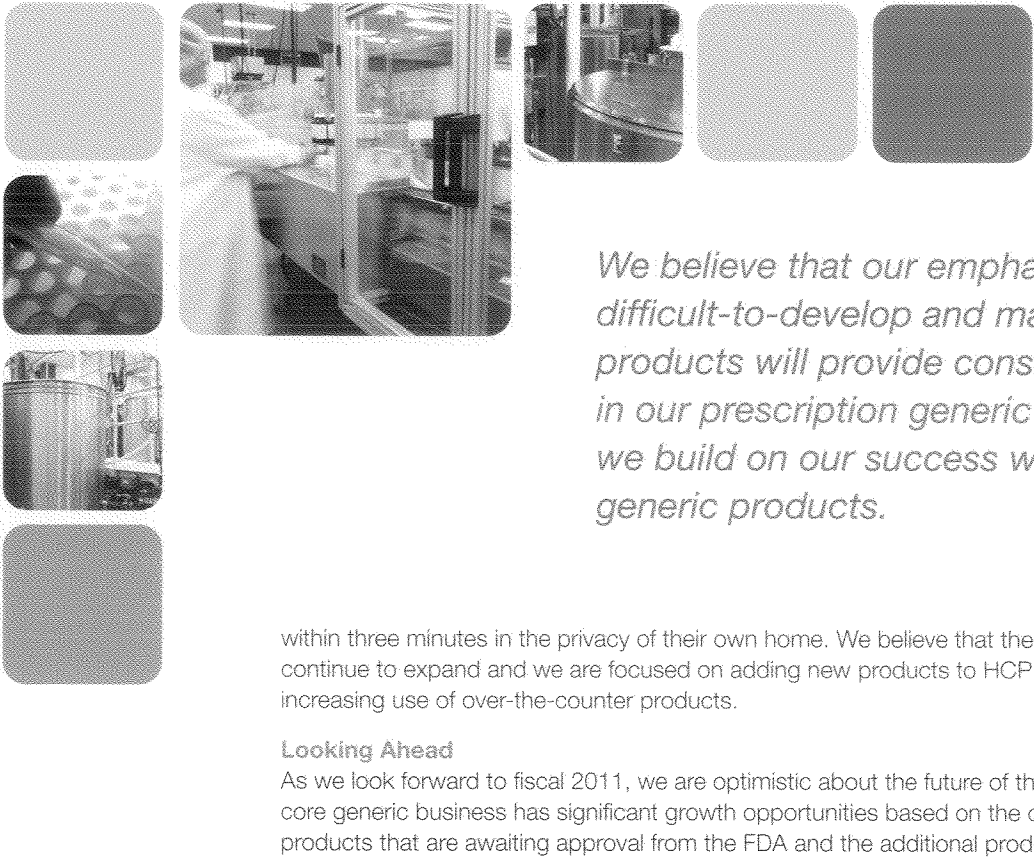 We believe that our empha
difficult-to-develop and ma
products will provide cons
in our prescription generic
we build on our success w
generic products.
within three minutes in the privacy of their own home. We believe that the
continue to expand and we are focused on adding new products to HCP
increasing use of over-the-counter products.
Looking Ahead
As we look forward to fiscal 2011, we are optimistic about the future of th
core generic business has significant growth opportunities based on the c
products that are awaiting approval from the FDA and the additional prod